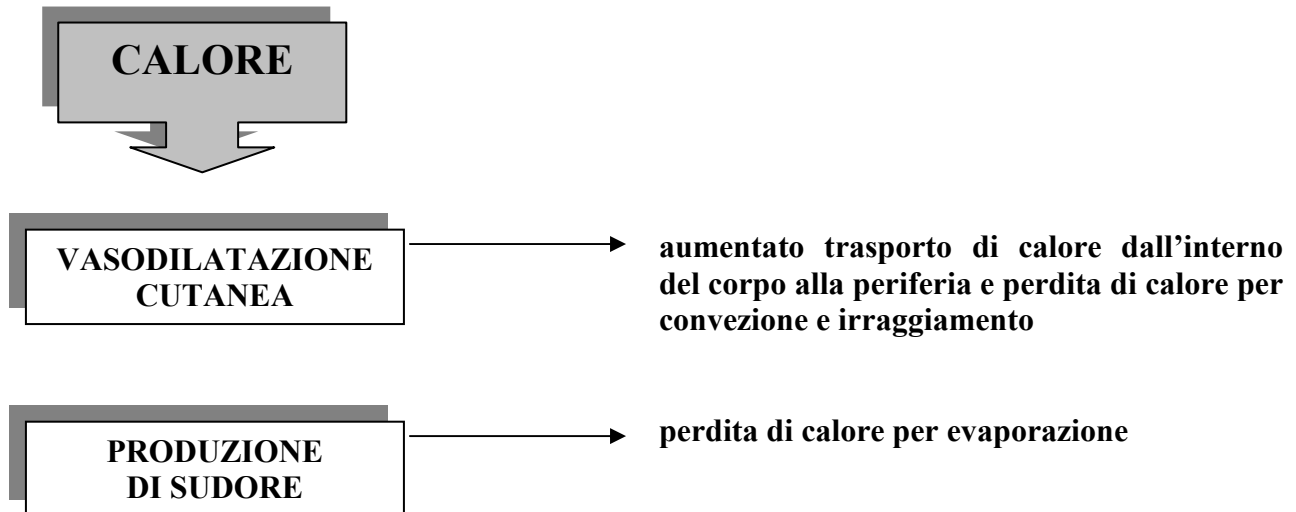 CALORE
VASODILATAZIONE
CUTANEA
aumentato trasporto di calore dall’interno
del corpo alla periferia e perdita di calore per
convezione e irraggiamento
PRODUZIONE
DI SUDORE
perdita di calore per evaporazione